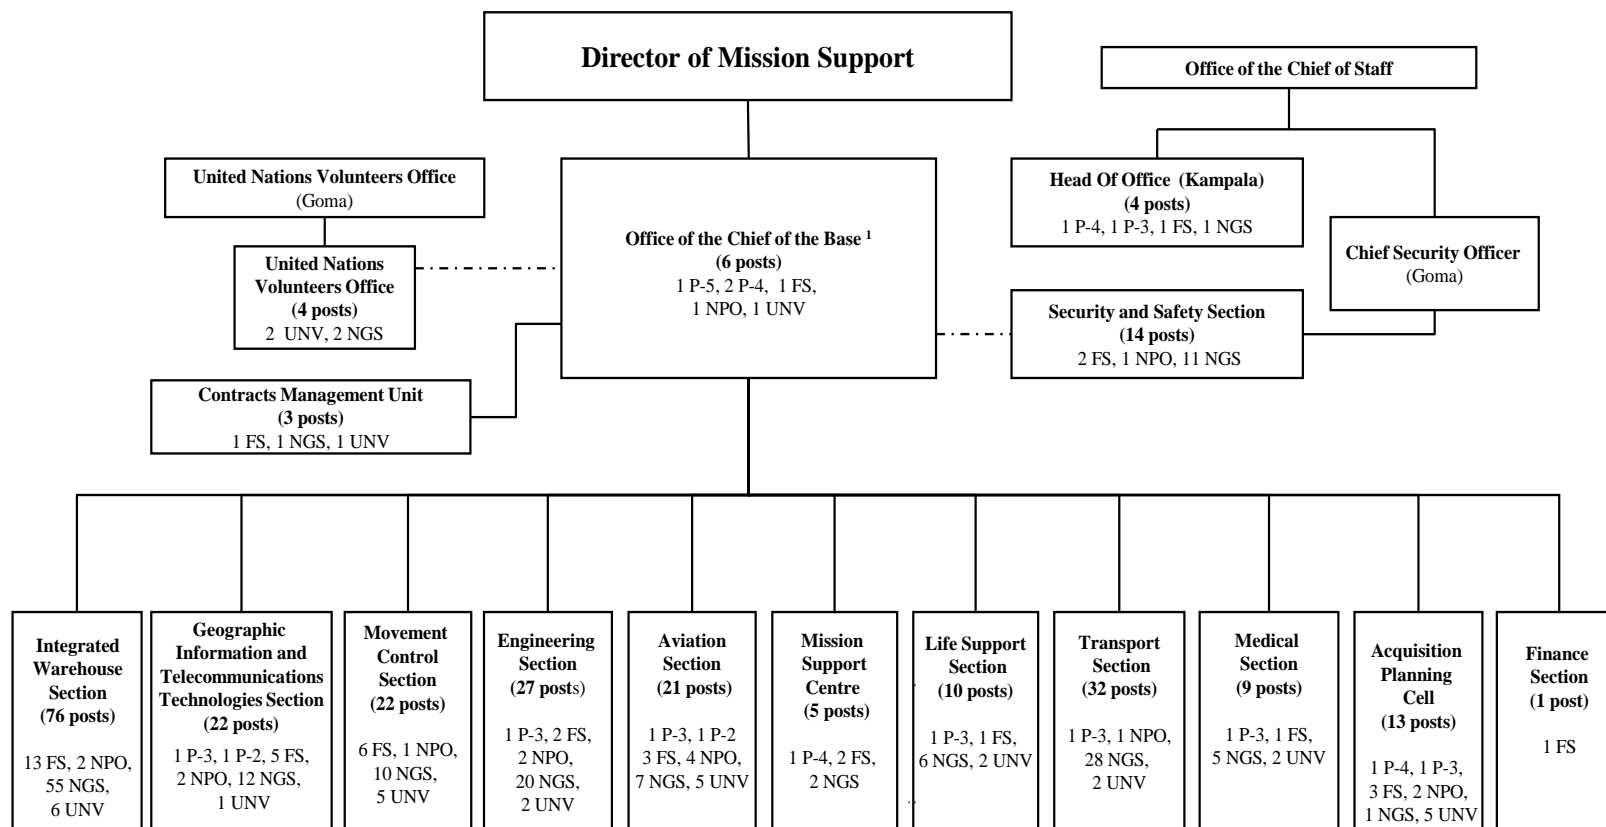 Director of Mission Support
Office of the Chief of Staff
United Nations Volunteers Office
(Goma)
United Nations
Volunteers Office
(4 posts)
2 UNV, 2 NGS
Contracts Management Unit
(3 posts)
1 FS, 1 NGS, 1 UNV
Office of the Chief of the Base 1
(6 posts)
1 P-5, 2 P-4, 1 FS,
1 NPO, 1 UNV
Head Of Office (Kampala)
(4 posts)
1 P-4, 1 P-3, 1 FS, 1 NGS
Chief Security Officer
(Goma)
Security and Safety Section
(14 posts)
2 FS, 1 NPO, 11 NGS
Integrated
Warehouse
Section
(76 posts)
13 FS, 2 NPO,
55 NGS,
6 UNV
Geographic
Information and
Telecommunications
Technologies Section
(22 posts)
1 P-3, 1 P-2, 5 FS,
2 NPO, 12 NGS,
1 UNV
Movement
Control
Section
(22 posts)
6 FS, 1 NPO,
10 NGS,
5 UNV
Engineering
Section
(27 posts)
1 P-3, 2 FS,
2 NPO,
20 NGS,
2 UNV
Aviation
Section
(21 posts)
1 P-3, 1 P-2
3 FS, 4 NPO,
7 NGS, 5 UNV
Mission
Support
Centre
(5 posts)
1 P-4, 2 FS,
2 NGS
Life Support
Section
(10 posts)
1 P-3, 1 FS,
6 NGS, 2 UNV
Transport
Section
(32 posts)
1 P-3, 1 NPO,
28 NGS,
2 UNV
Medical
Section
(9 posts)
1 P-3, 1 FS,
5 NGS, 2 UNV
Acquisition
Planning
Cell
(13 posts)
1 P-4, 1 P-3,
3 FS, 2 NPO,
1 NGS, 5 UNV
Finance
Section
(1 post)
1 FS